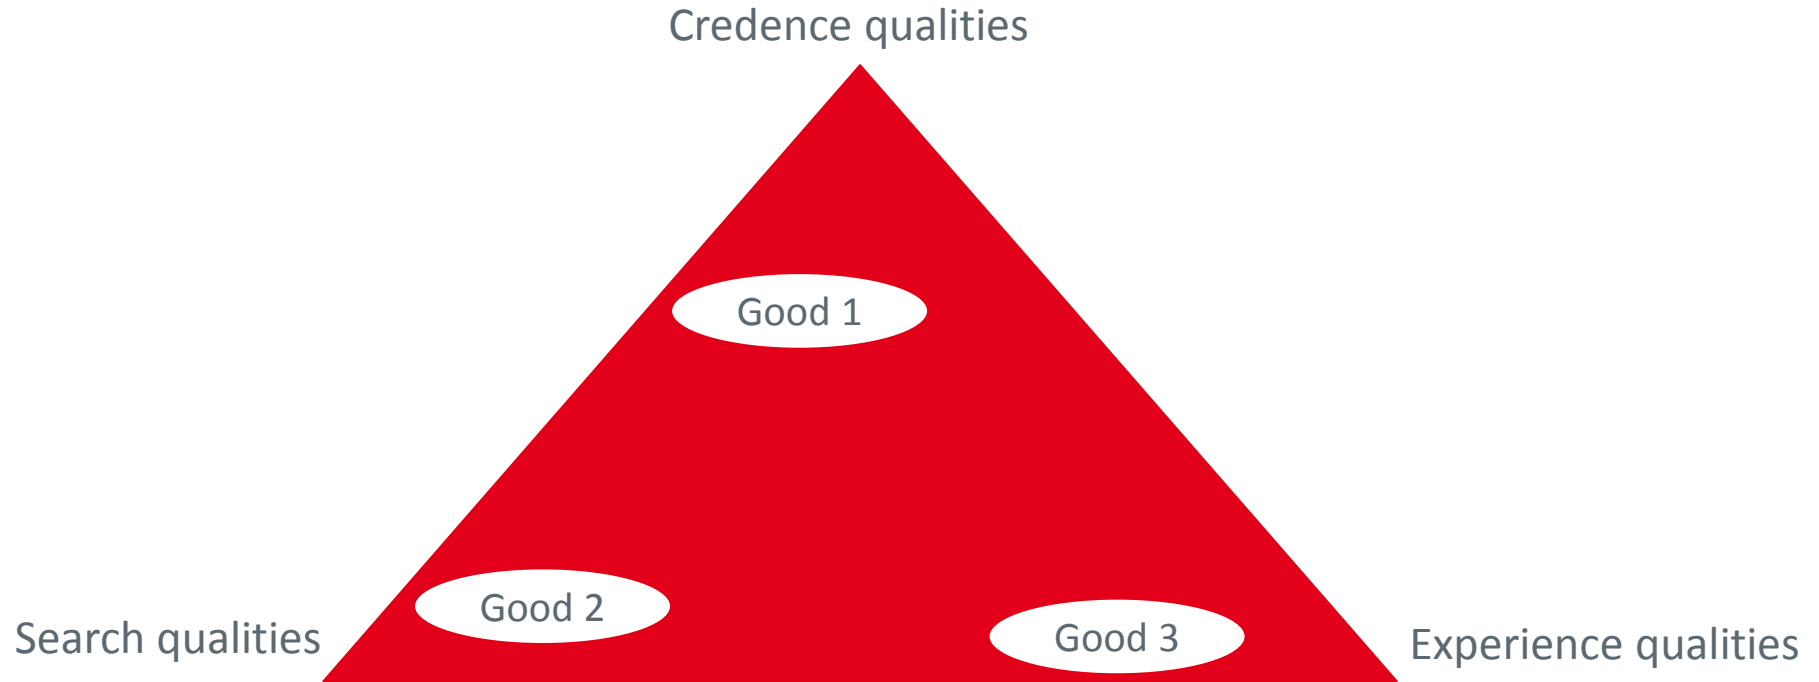 Credence qualities
Good 1
Good 2
Search qualities
Good 3
Experience qualities